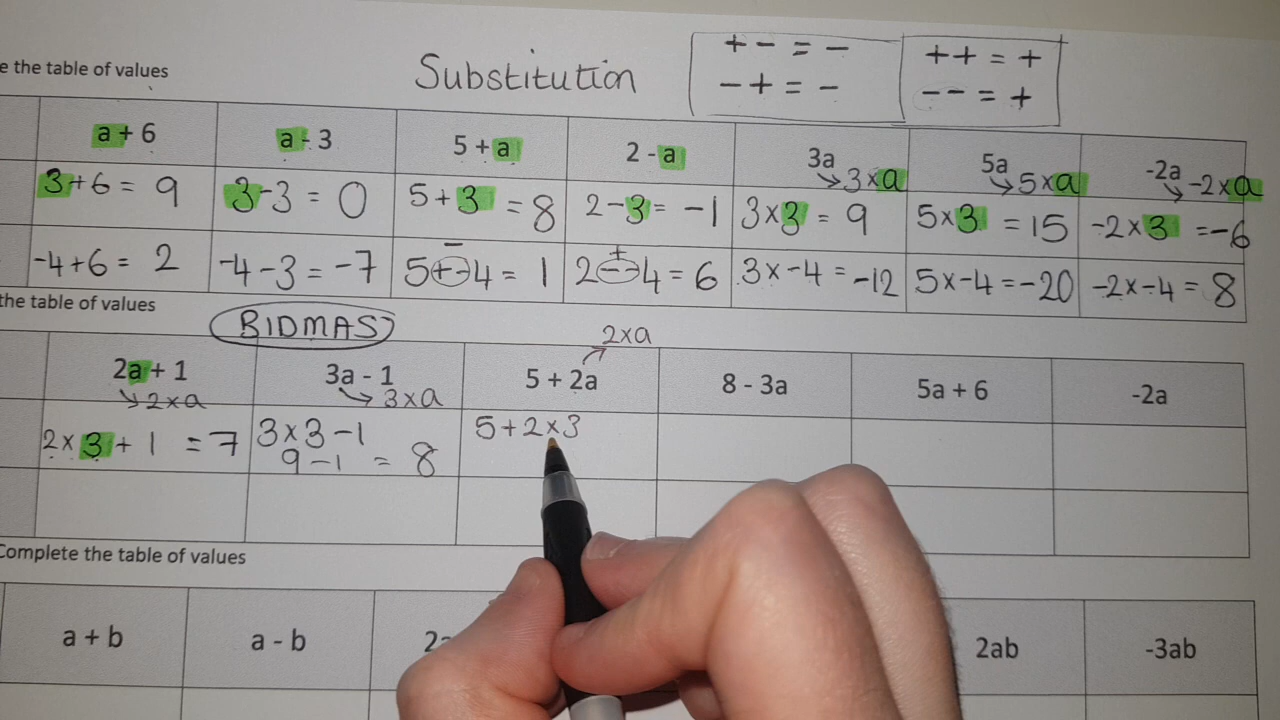 + - = -
- + = -
+ + = +
- - = +
Substitution
e the table of values
a + 6
a - 3
5 + a
2 - a
3a
→ 3×a
5a
→ 5×a
-2a
→ -2×a
3+6 = 9
3-3 = 0
5+3 = 8
2-3 = -1
3×3 = 9
5×3 = 15
-2×3 = -6
-4+6 = 2
-4-3 = -7
-
5+-4 = 1
+
2--4 = 6
3×-4 = -12
5×-4 = -20
-2×-4 = 8
the table of values
BIDMAS
2×a
2a + 1
→ 2×a
3a - 1
→ 3×a
5 + 2a
8 - 3a
5a + 6
-2a
2×3+1 = 7
3×3-1
9-1 = 8
5+2×3
Complete the table of values
a + b
a - b
2ab
-3ab